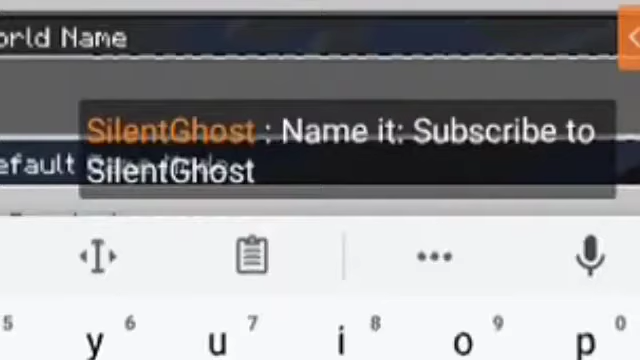 orld Name
SilentGhost : Name it: Subscribe to
SilentGhost
efault
5 6 7 8 9 0
y u i o p